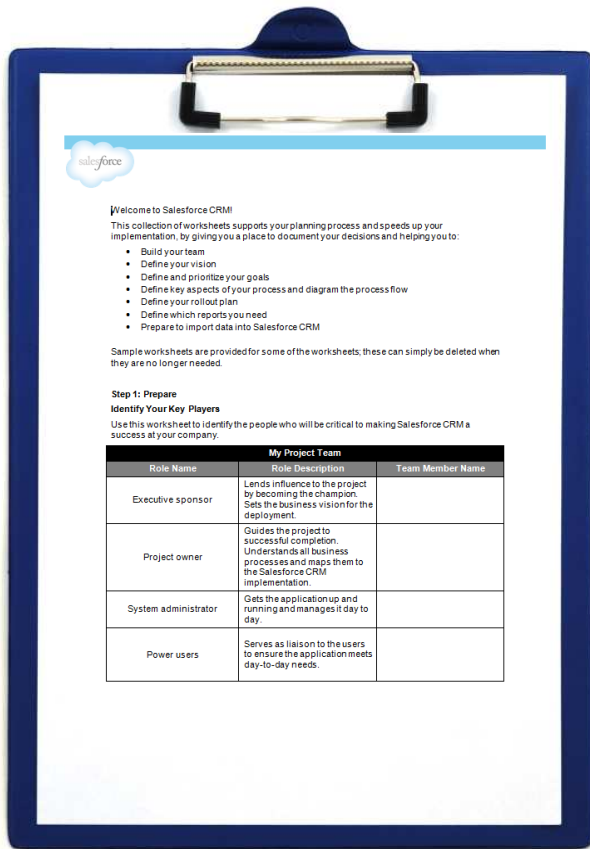 salesforce
Welcome to Salesforce CRM!
This collection of worksheets supports your planning process and speeds up your
implementation, by giving you a place to document your decisions and helping you to:
• Build your team
• Define your vision
• Define and prioritize your goals
• Define key aspects of your process and diagram the process flow
• Define your rollout plan
• Define which reports you need
• Prepare to import data into Salesforce CRM
Sample worksheets are provided for some of the worksheets; these can simply be deleted when
they are no longer needed.
Step 1: Prepare
Identify Your Key Players
Use this worksheet to identify the people who will be critical to making Salesforce CRM a
success at your company.
My Project Team
Role Name Role Description Team Member Name
Executive sponsor
Lends influence to the project
by becoming the champion.
Sets the business vision for the
deployment.
Project owner
Guides the project to
successful completion.
Understands all business
processes and maps them to
the Salesforce CRM
implementation.
System administrator
Gets the application up and
running and manages it day to
day.
Power users
Serves as liaison to the users
to ensure the application meets
day-to-day needs.